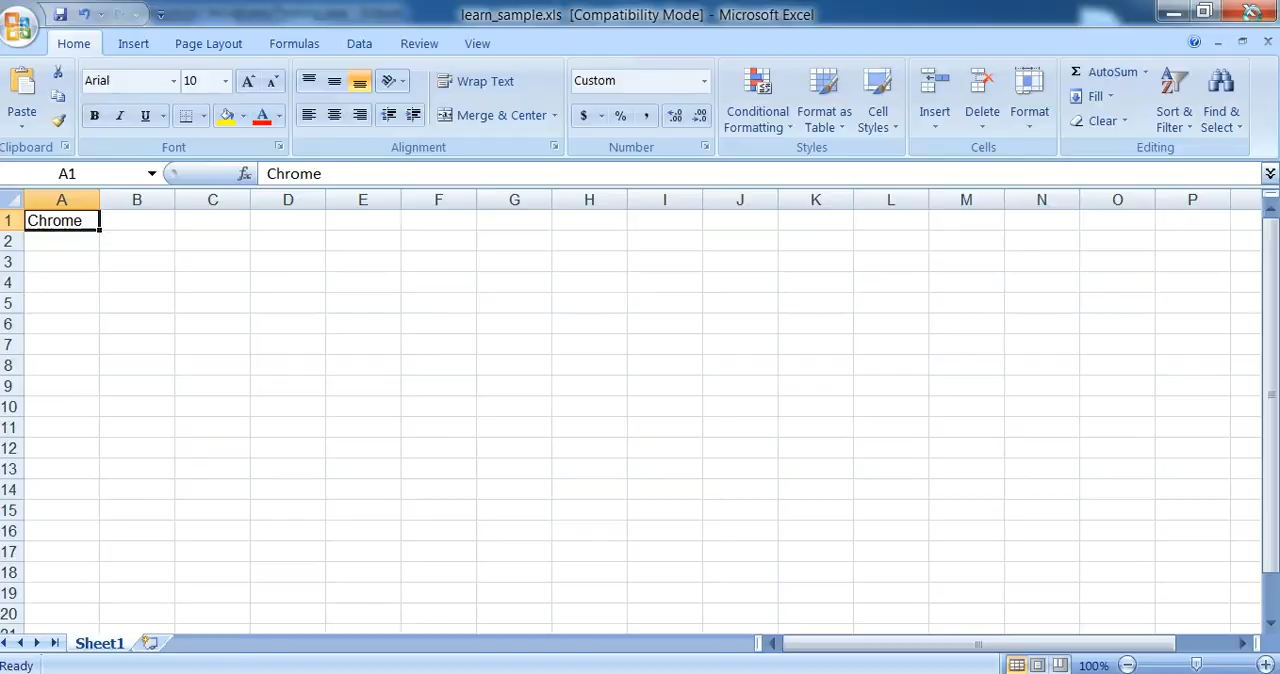 learn_sample.xls [Compatibility Mode] - Microsoft Excel
Home Insert Page Layout Formulas Data Review View
Paste
Clipboard
Arial 10
B I U A
Font
Wrap Text
Merge & Center
Alignment
Custom
$ % ,
Number
Conditional Formatting
Format as Table
Cell Styles
Styles
Insert Delete Format
Cells
Σ AutoSum
Fill
Clear
Sort & Filter
Find & Select
Editing
A1 fx Chrome
A B C D E F G H I J K L M N O P
1 Chrome
2
3
4
5
6
7
8
9
10
11
12
13
14
15
16
17
18
19
20
21
Sheet1
Ready 100%